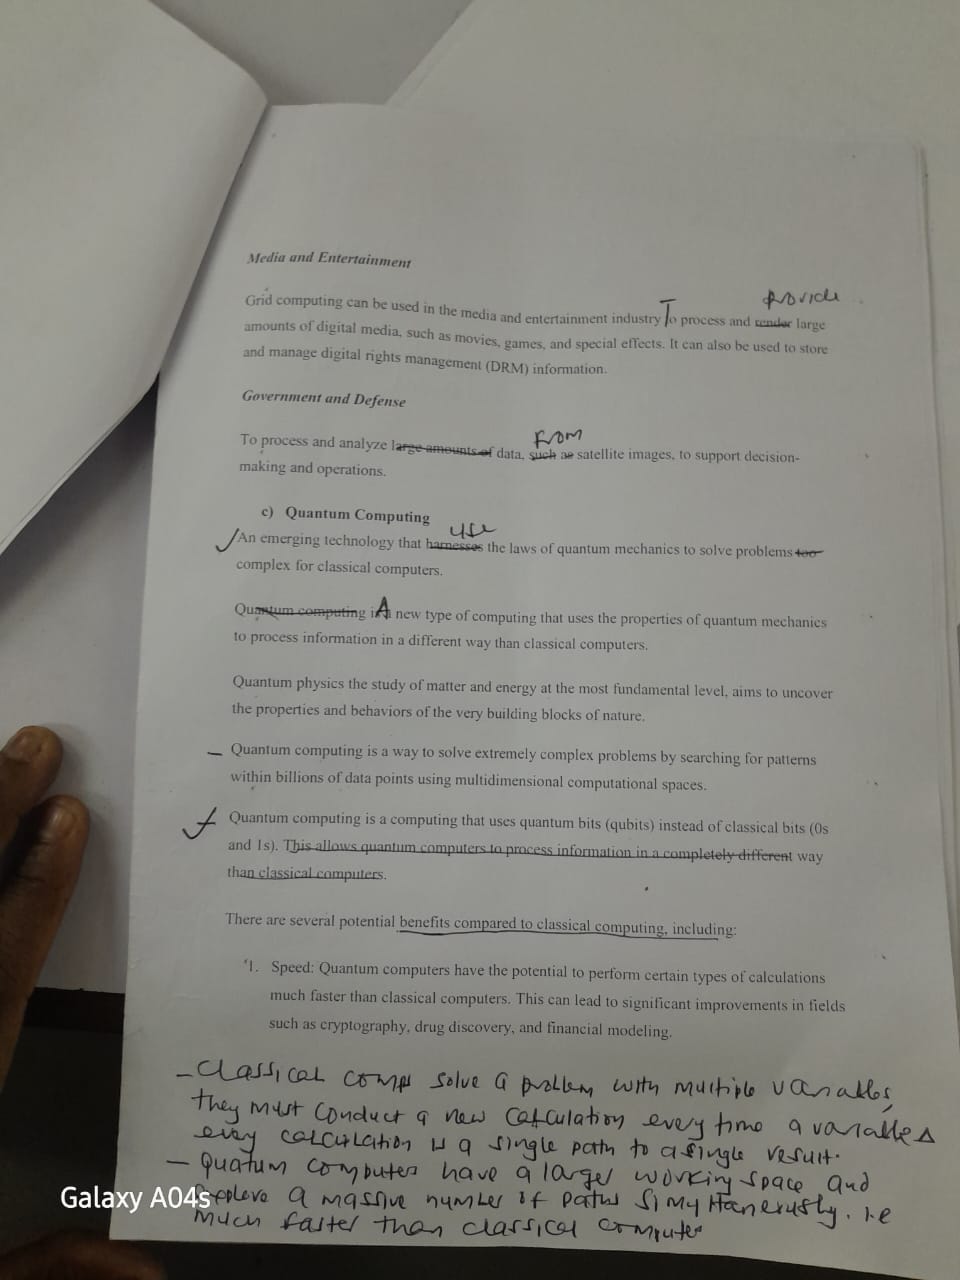 Media and Entertainment
provide
Grid computing can be used in the media and entertainment industry To process and render large
amounts of digital media, such as movies, games, and special effects. It can also be used to store
and manage digital rights management (DRM) information.
Government and Defense
From
To process and analyze large amounts of data, such as satellite images, to support decision-
making and operations.
c) Quantum Computing
use
An emerging technology that harnesses the laws of quantum mechanics to solve problems too
complex for classical computers.
Quantum computing is A new type of computing that uses the properties of quantum mechanics
to process information in a different way than classical computers.
Quantum physics the study of matter and energy at the most fundamental level, aims to uncover
the properties and behaviors of the very building blocks of nature.
- Quantum computing is a way to solve extremely complex problems by searching for patterns
within billions of data points using multidimensional computational spaces.
Quantum computing is a computing that uses quantum bits (qubits) instead of classical bits (0s
and 1s). This allows quantum computers to process information in a completely different way
than classical computers.
There are several potential benefits compared to classical computing, including:
1. Speed: Quantum computers have the potential to perform certain types of calculations
much faster than classical computers. This can lead to significant improvements in fields
such as cryptography, drug discovery, and financial modeling.
- Classical comps solve a problem with multiple variables,
they must conduct a new calculation every time a variable Δ
every calculation is a single path to a single result.
- Quatum computers have a larger working space and
explore a massive number of paths simultaneously. i.e
much faster than classical computer
Galaxy A04s